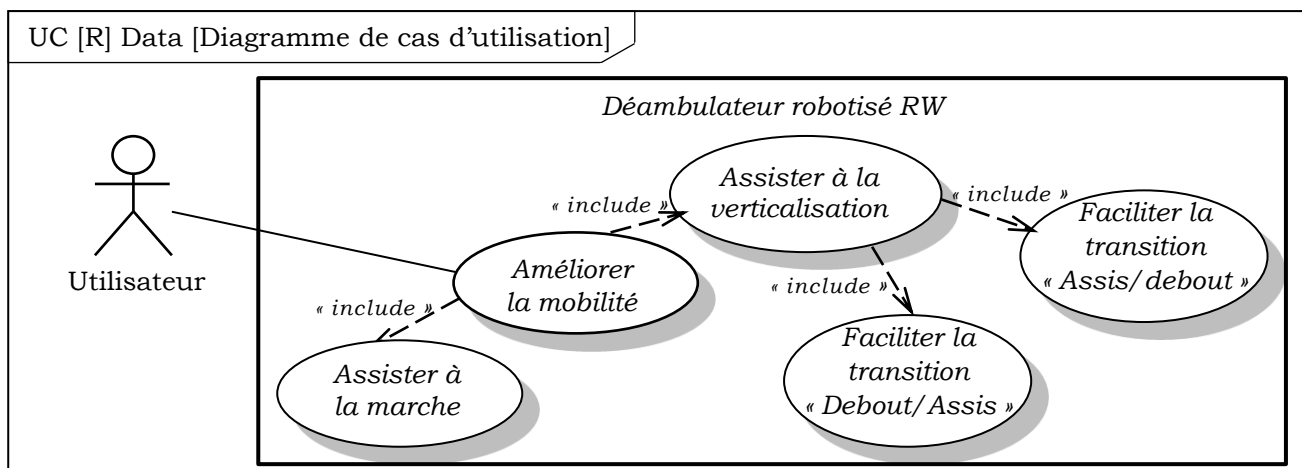 UC [R] Data [Diagramme de cas d'utilisation]
Déambulateur robotisé RW
Utilisateur
« include »
Assister à la
verticalisation
« include »
Faciliter la
transition
« Assis/debout »
Améliorer
la mobilité
« include »
« include »
Faciliter la
transition
« Debout/Assis »
Assister à
la marche